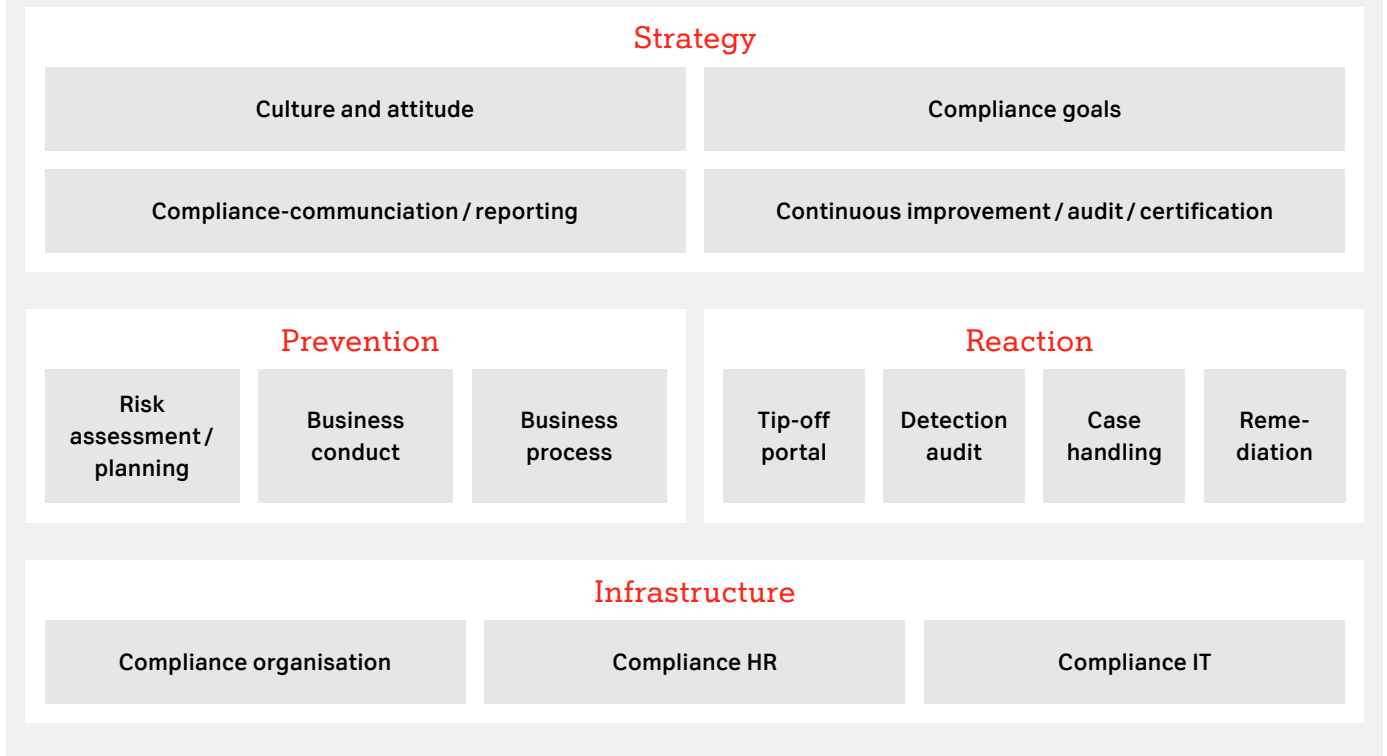 Strategy
Culture and attitude
Compliance goals
Compliance-communciation / reporting
Continuous improvement / audit / certification
Prevention
Risk
assessment /
planning
Business
conduct
Business
process
Reaction
Tip-off
portal
Detection
audit
Case
handling
Reme-
diation
Infrastructure
Compliance organisation
Compliance HR
Compliance IT